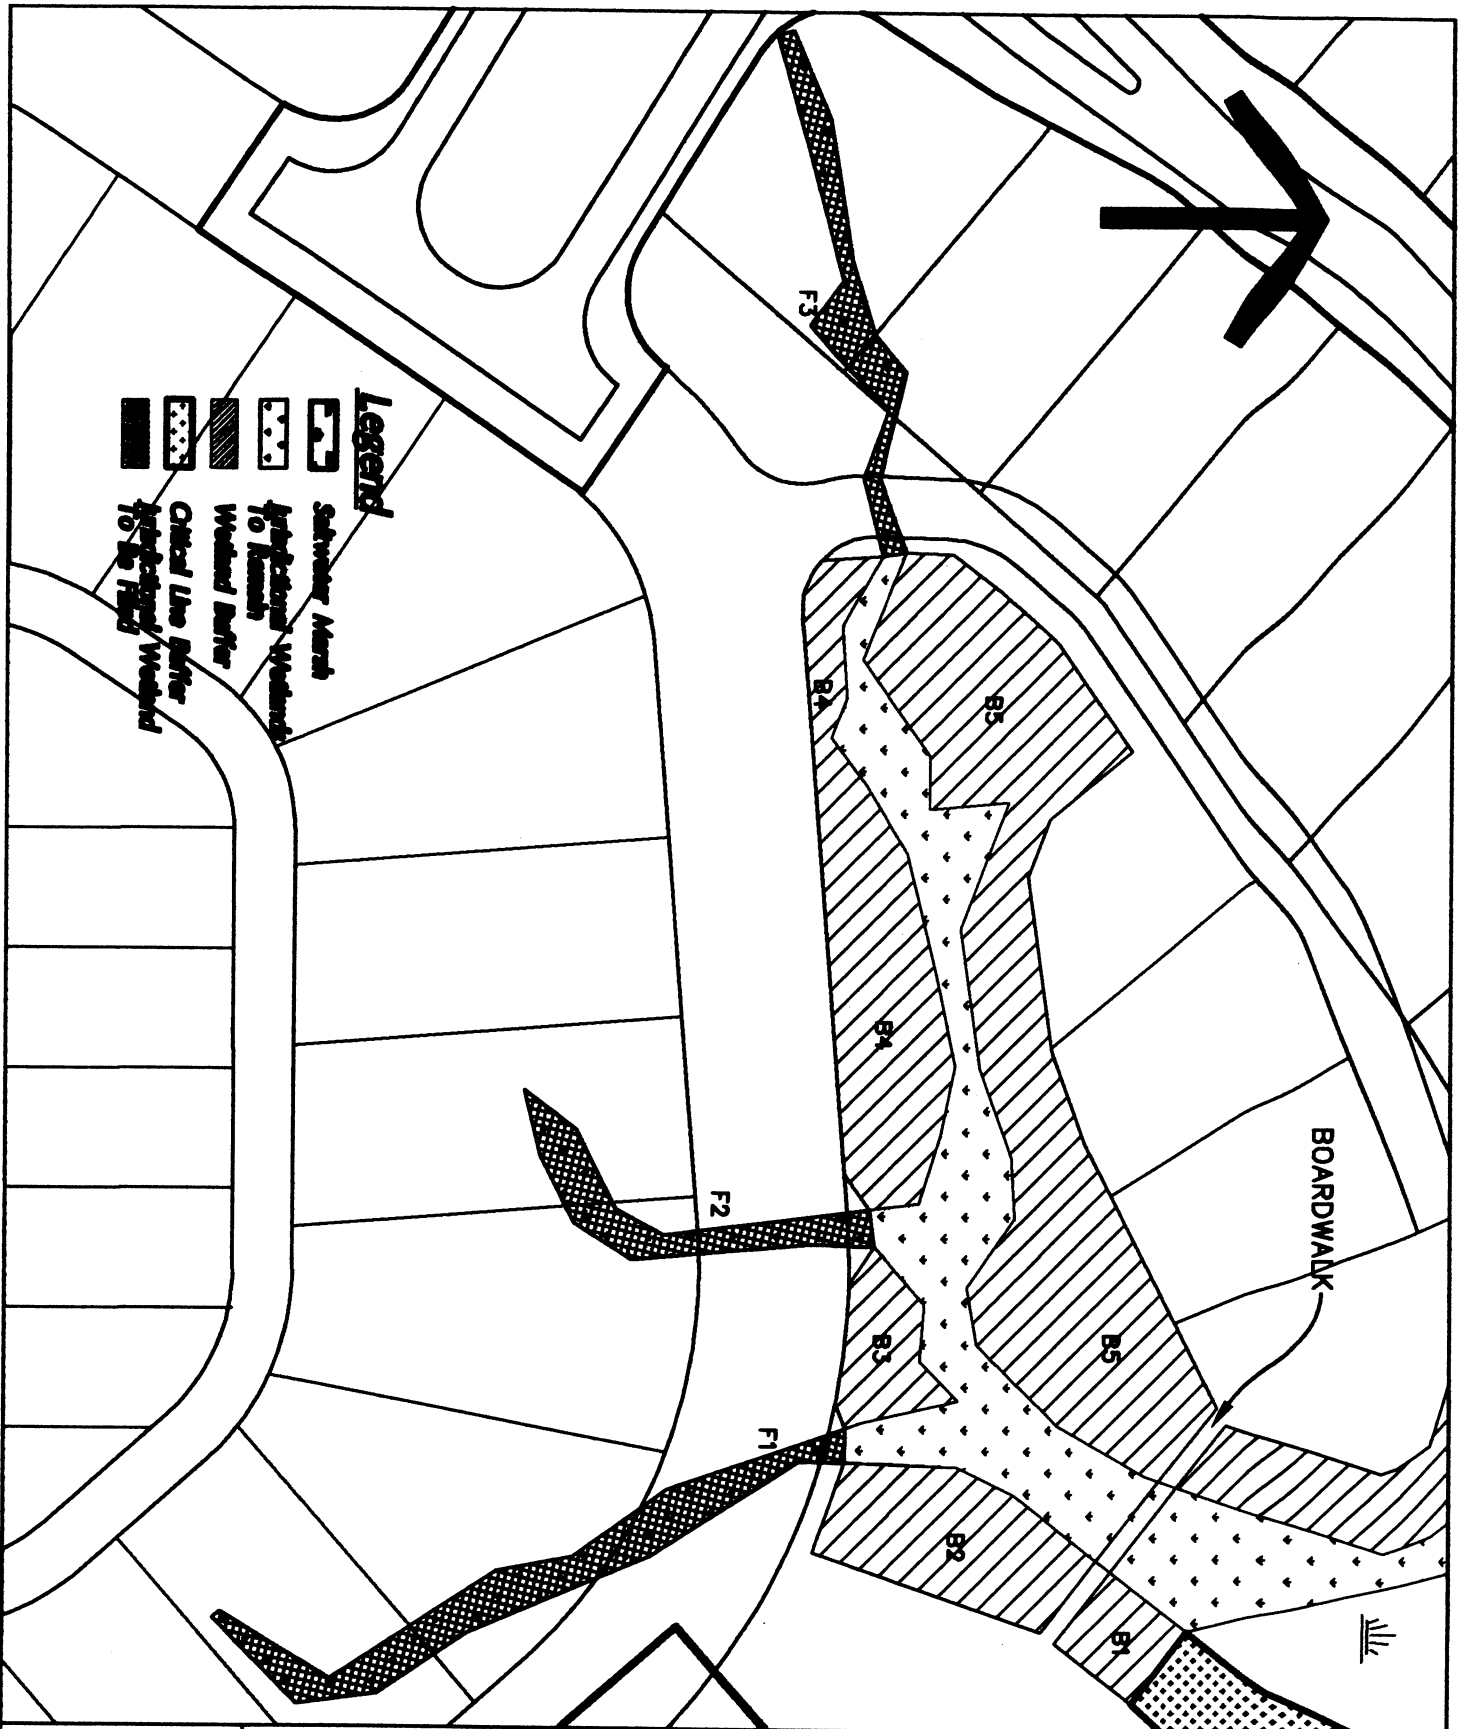 Legend
Saltwater Marsh
Jurisdictional Wetlands
To Remain
Wetland Buffer
Critical Line Buffer
Jurisdictional Wetland
To Be Filled
BOARDWALK
F3
B4
B5
B4
F2
B3
B5
F1
B2
B1